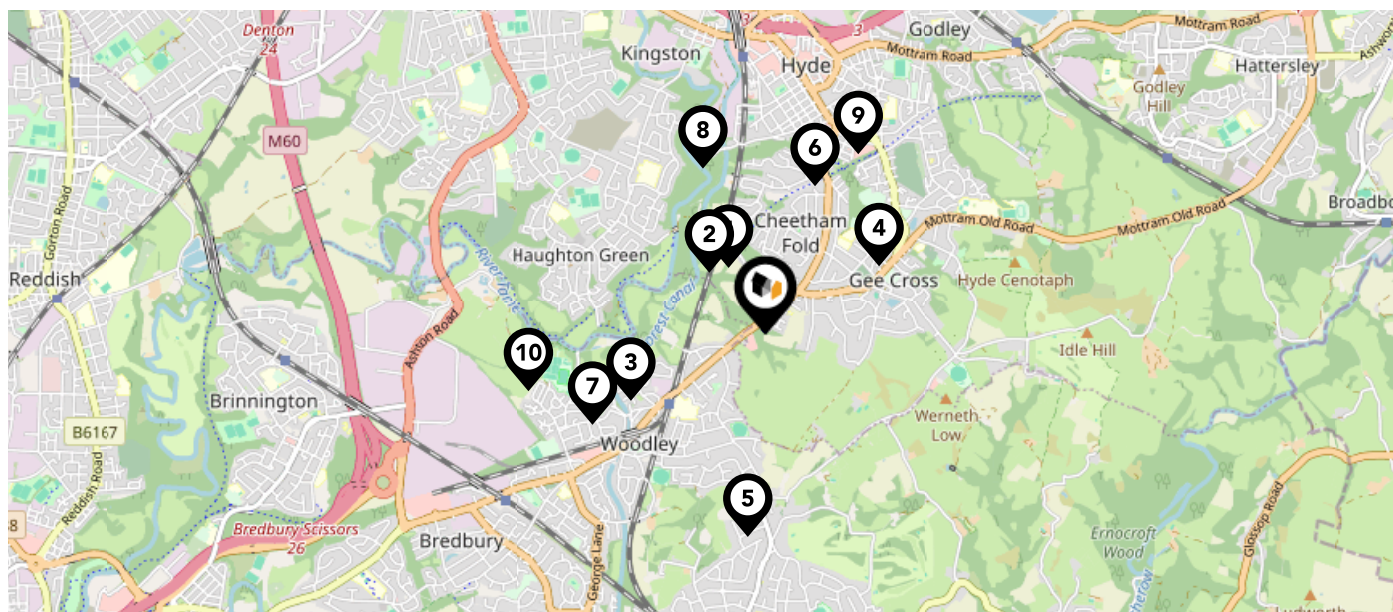 Denton
24
Kingston
3
3
Hyde
Godley
Mottram Road
Mottram Road
Hattersley
Godley
Hill
M60
8
9
6
Gorton Road
Reddish
Haughton Green
River Tame
2
Cheetham
Fold
4
Gee Cross
Mottram Old Road
Mottram Old Road
Hyde Cenotaph
Ashton Road
10
7
3
Idle Hill
Brinnington
B6167
Reddish Road
Woodley
Werneth
Low
5
Bredbury Scissors
26
Bredbury
George Lane
Ernocroft
Wood
Glossop Road
8